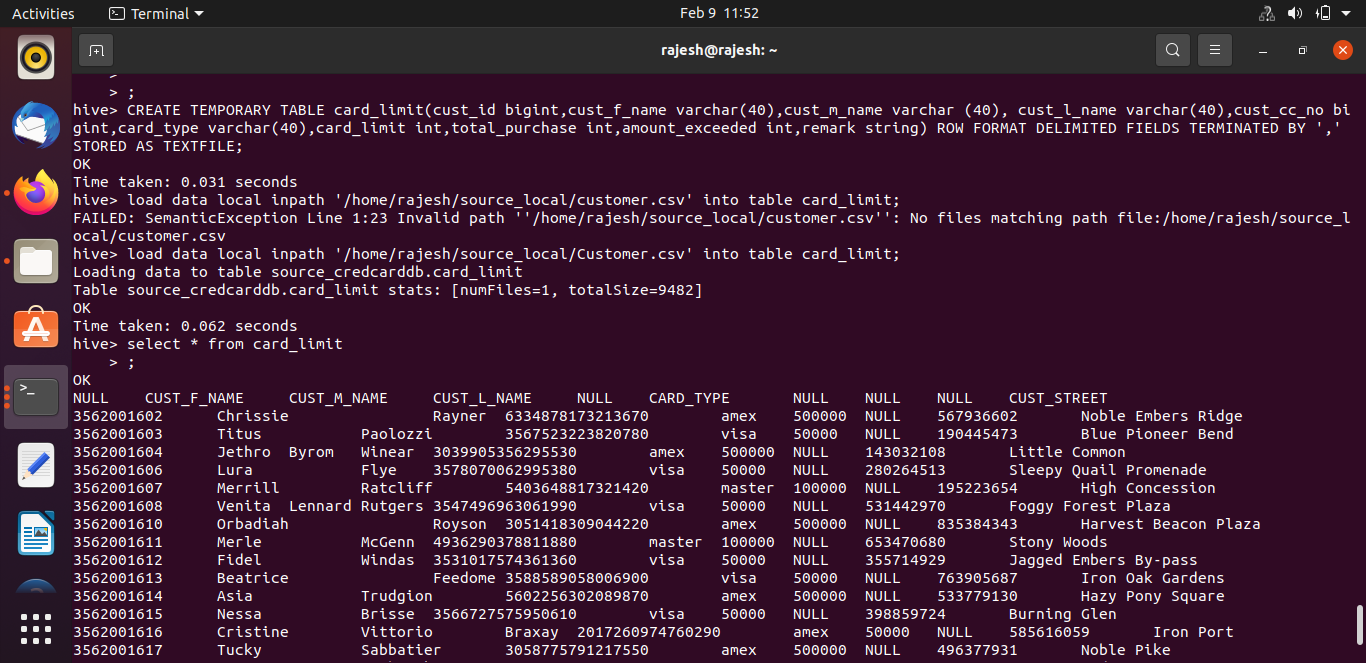 Activities Terminal Feb 9 11:52
rajesh@rajesh: ~
>
> ;
hive> CREATE TEMPORARY TABLE card_limit(cust_id bigint,cust_f_name varchar(40),cust_m_name varchar (40), cust_l_name varchar(40),cust_cc_no bi
gint,card_type varchar(40),card_limit int,total_purchase int,amount_exceeded int,remark string) ROW FORMAT DELIMITED FIELDS TERMINATED BY ','
STORED AS TEXTFILE;
OK
Time taken: 0.031 seconds
hive> load data local inpath '/home/rajesh/source_local/customer.csv' into table card_limit;
FAILED: SemanticException Line 1:23 Invalid path ''/home/rajesh/source_local/customer.csv'': No files matching path file:/home/rajesh/source_l
ocal/customer.csv
hive> load data local inpath '/home/rajesh/source_local/Customer.csv' into table card_limit;
Loading data to table source_credcarddb.card_limit
Table source_credcarddb.card_limit stats: [numFiles=1, totalSize=9482]
OK
Time taken: 0.062 seconds
hive> select * from card_limit
> ;
OK
NULL CUST_F_NAME CUST_M_NAME CUST_L_NAME NULL CARD_TYPE NULL NULL NULL CUST_STREET
3562001602 Chrissie Rayner 6334878173213670 amex 500000 NULL 567936602 Noble Embers Ridge
3562001603 Titus Paolozzi 3567523223820780 visa 50000 NULL 190445473 Blue Pioneer Bend
3562001604 Jethro Byrom Winear 3039905356295530 amex 500000 NULL 143032108 Little Common
3562001606 Lura Flye 3578070062995380 visa 50000 NULL 280264513 Sleepy Quail Promenade
3562001607 Merrill Ratcliff 5403648817321420 master 100000 NULL 195223654 High Concession
3562001608 Venita Lennard Rutgers 3547496963061990 visa 50000 NULL 531442970 Foggy Forest Plaza
3562001610 Orbadiah Royson 3051418309044220 amex 500000 NULL 835384343 Harvest Beacon Plaza
3562001611 Merle McGenn 4936290378811880 master 100000 NULL 653470680 Stony Woods
3562001612 Fidel Windas 3531017574361360 visa 50000 NULL 355714929 Jagged Embers By-pass
3562001613 Beatrice Feedome 3588589058006900 visa 50000 NULL 763905687 Iron Oak Gardens
3562001614 Asia Trudgion 5602256302089870 amex 500000 NULL 533779130 Hazy Pony Square
3562001615 Nessa Brisse 3566727575950610 visa 50000 NULL 398859724 Burning Glen
3562001616 Cristine Vittorio Braxay 2017260974760290 amex 50000 NULL 585616059 Iron Port
3562001617 Tucky Sabbatier 3058775791217550 amex 500000 NULL 496377931 Noble Pike